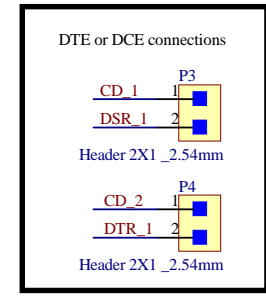 DTE or DCE connections
P3
CD_1 1
DSR_1 2
Header 2X1 _2.54mm
P4
CD_2 1
DTR_1 2
Header 2X1 _2.54mm